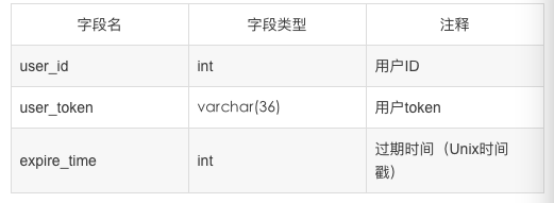 字段名 字段类型 注释
user_id int 用户ID
user_token varchar(36) 用户token
expire_time int 过期时间（Unix时间
戳）